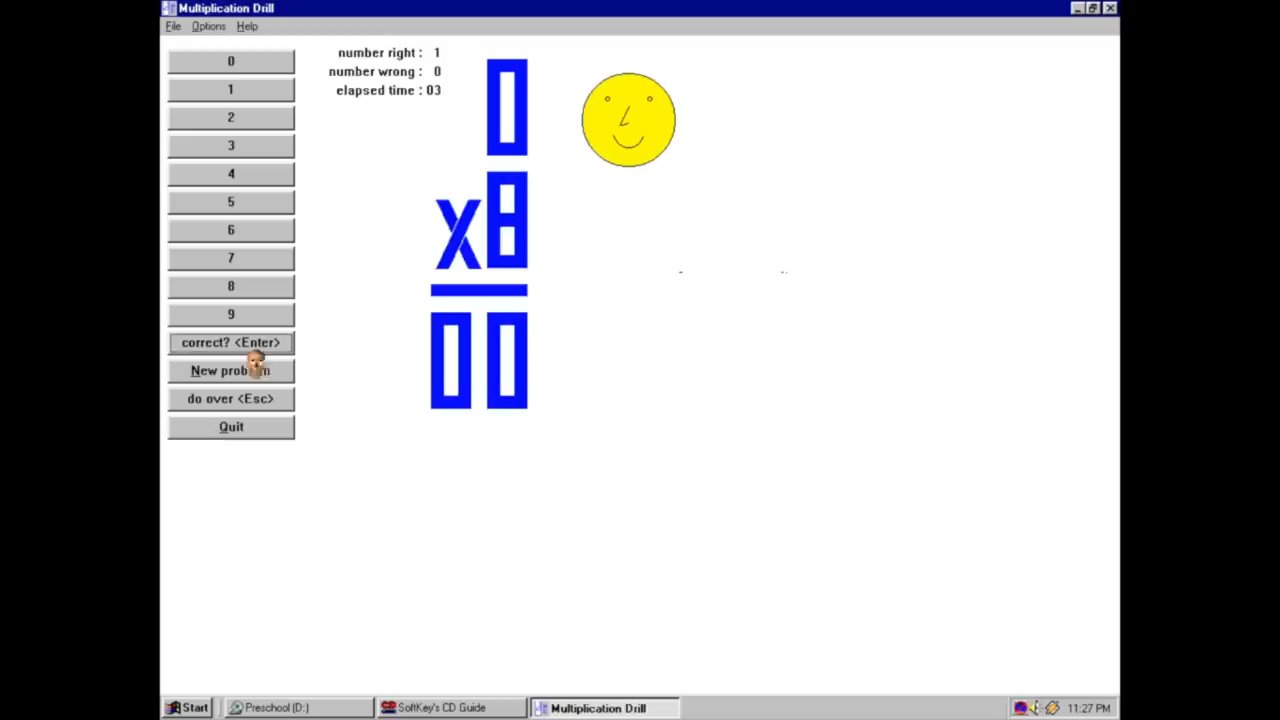 Multiplication Drill
File Options Help
0
1
2
3
4
5
6
7
8
9
correct? <Enter>
New problem
do over <Esc>
Quit
number right : 1
number wrong : 0
elapsed time : 03
0
x8
00
Start
Preschool (D:)
SoftKey's CD Guide
Multiplication Drill
11:27 PM